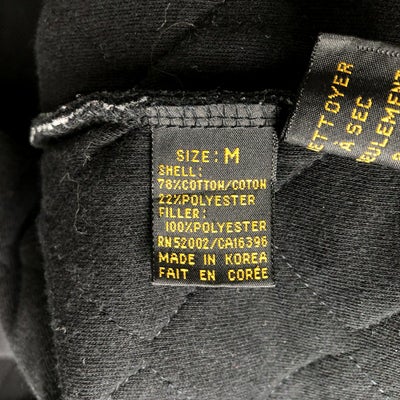 SIZE: M
SHELL:
78%COTTON/COTON
22%POLYESTER
FILLER:
100%POLYESTER
RN52002/CA16396
MADE IN KOREA
FAIT EN CORÉE
ETTOYER
À SEC
ULEMENT